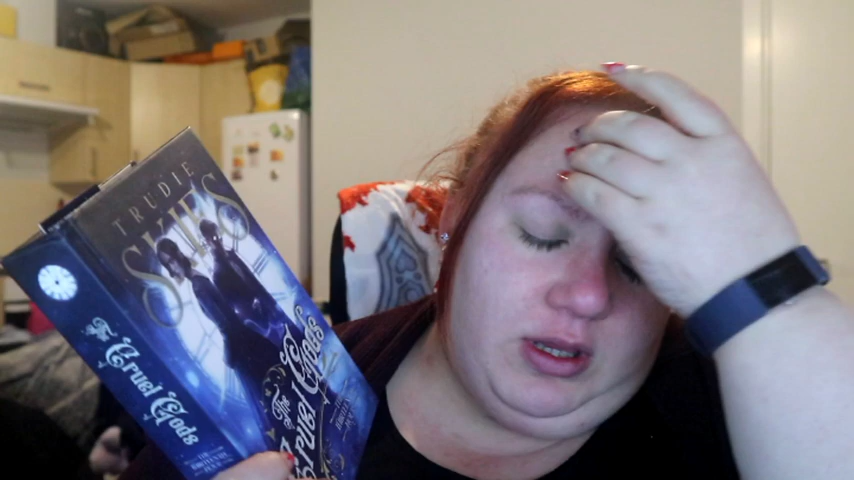 TRUDIE
SKIES
The
Cruel Gods
The
Cruel Gods